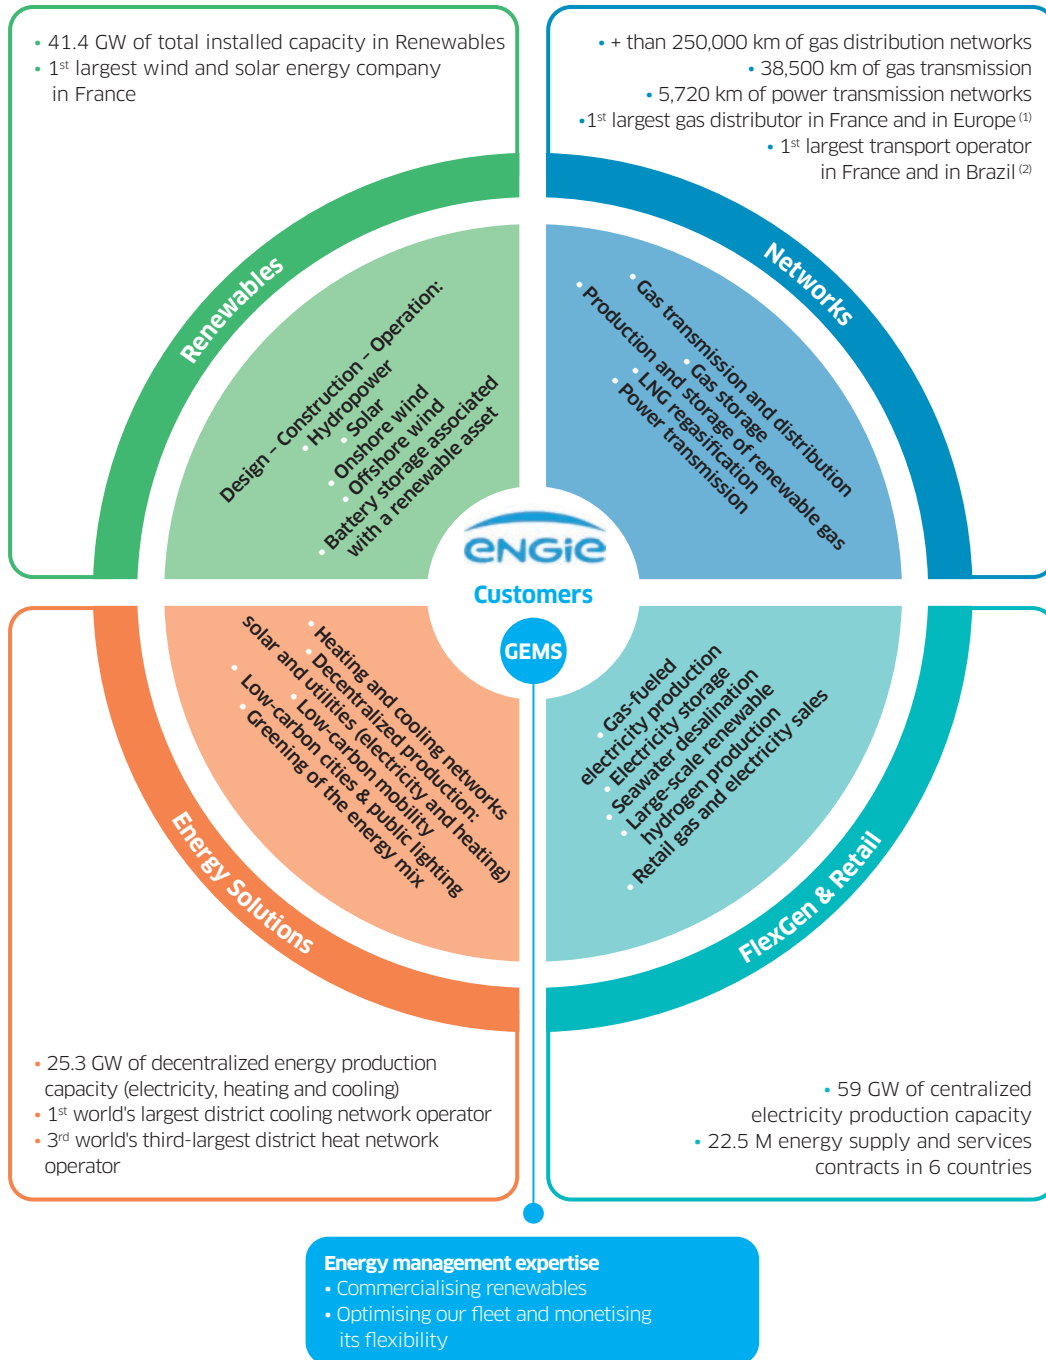 • 41.4 GW of total installed capacity in Renewables
• 1st largest wind and solar energy company
in France
• + than 250,000 km of gas distribution networks
• 38,500 km of gas transmission
• 5,720 km of power transmission networks
•1st largest gas distributor in France and in Europe (1)
• 1st largest transport operator
in France and in Brazil (2)
Renewables
Design – Construction – Operation:
• Hydropower
• Solar
• Onshore wind
• Offshore wind
• Battery storage associated
with a renewable asset
Networks
• Gas transmission and distribution
• Gas storage
• Production and storage of renewable gas
• LNG regasification
• Power transmission
ENGIE
Customers
GEMS
Energy Solutions
• Heating and cooling networks
• Decentralized production:
solar and utilities (electricity and heating)
• Low-carbon mobility
• Low-carbon cities & public lighting
• Greening of the energy mix
FlexGen & Retail
• Gas-fueled
electricity production
• Electricity storage
• Seawater desalination
• Large-scale renewable
hydrogen production
• Retail gas and electricity sales
• 25.3 GW of decentralized energy production
capacity (electricity, heating and cooling)
• 1st world's largest district cooling network operator
• 3rd world's third-largest district heat network
operator
• 59 GW of centralized
electricity production capacity
• 22.5 M energy supply and services
contracts in 6 countries
Energy management expertise
• Commercialising renewables
• Optimising our fleet and monetising
its flexibility